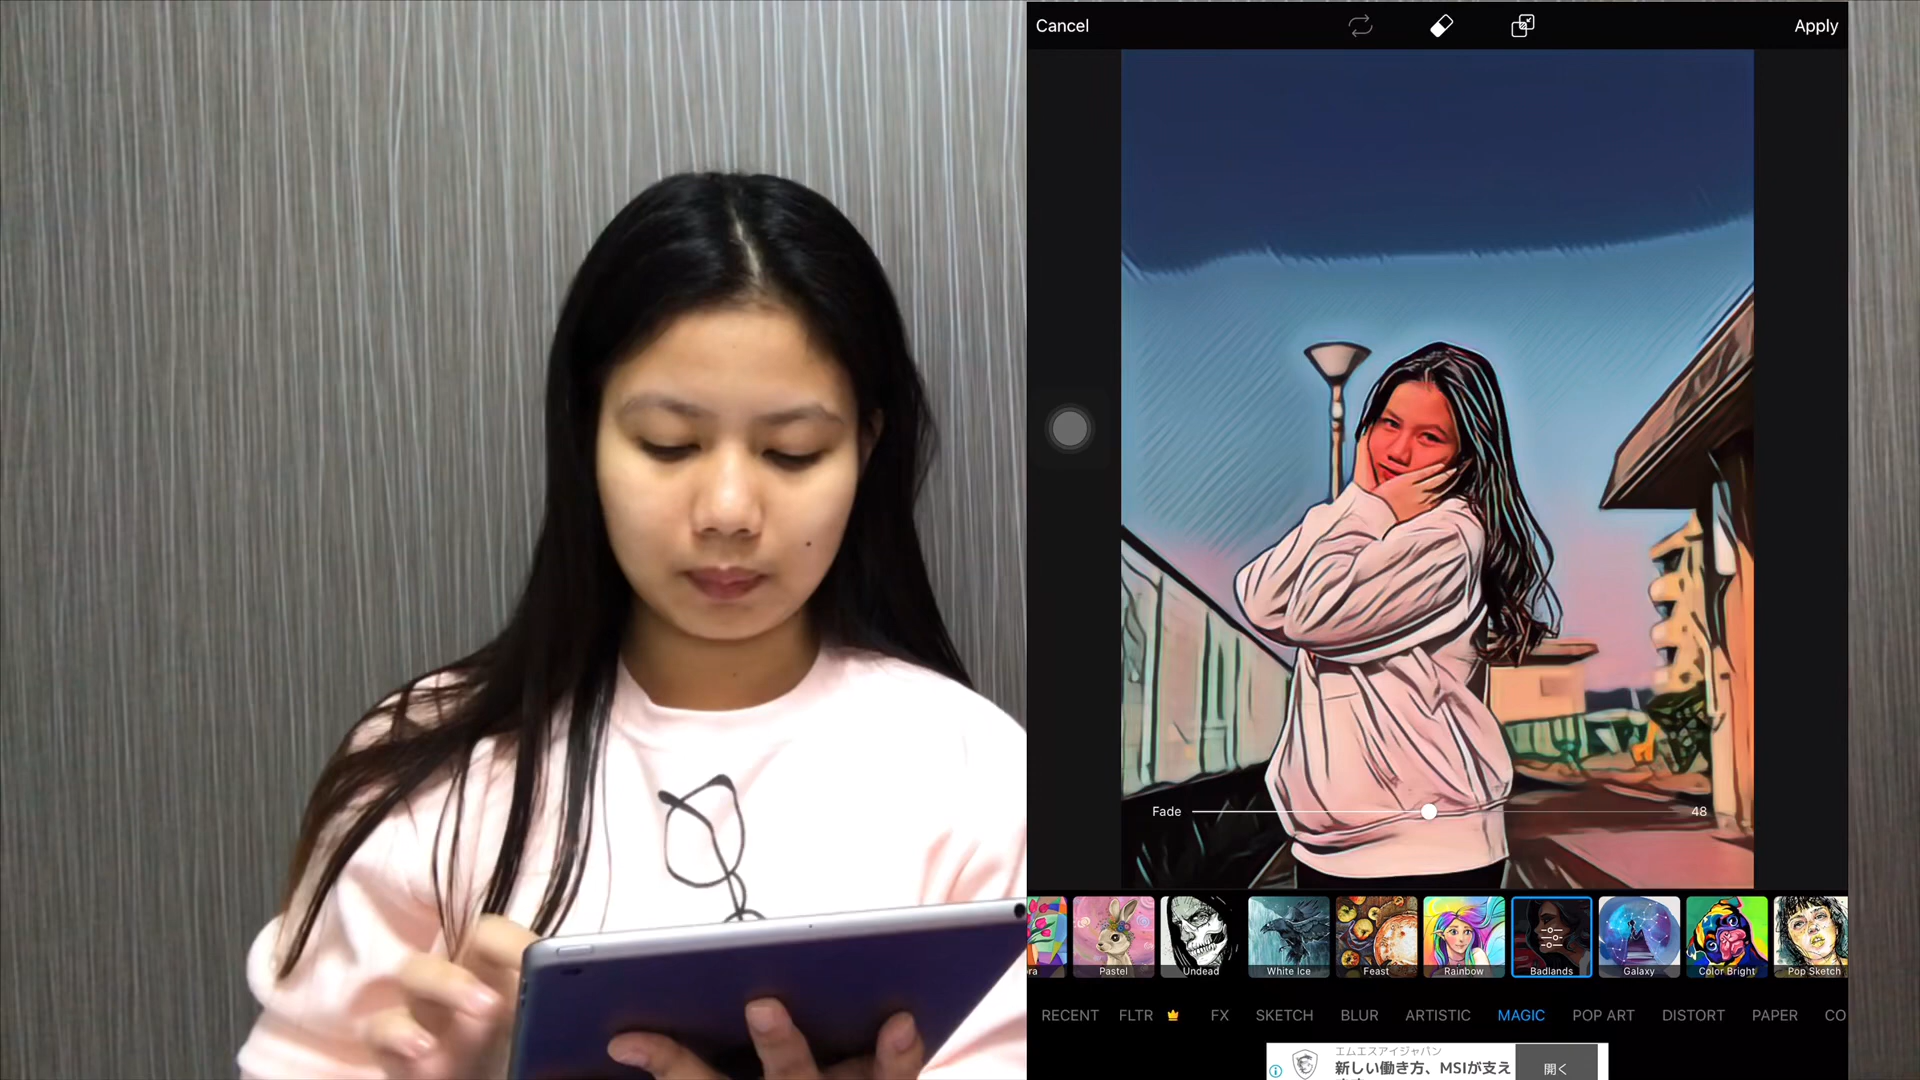 Cancel
Apply
Fade
48
ra
Pastel
Undead
White Ice
Feast
Rainbow
Badlands
Galaxy
Color Bright
Pop Sketch
RECENT FLTR FX SKETCH BLUR ARTISTIC MAGIC POP ART DISTORT PAPER CO
エムエスアイジャパン
新しい働き方、MSIが支え
開く